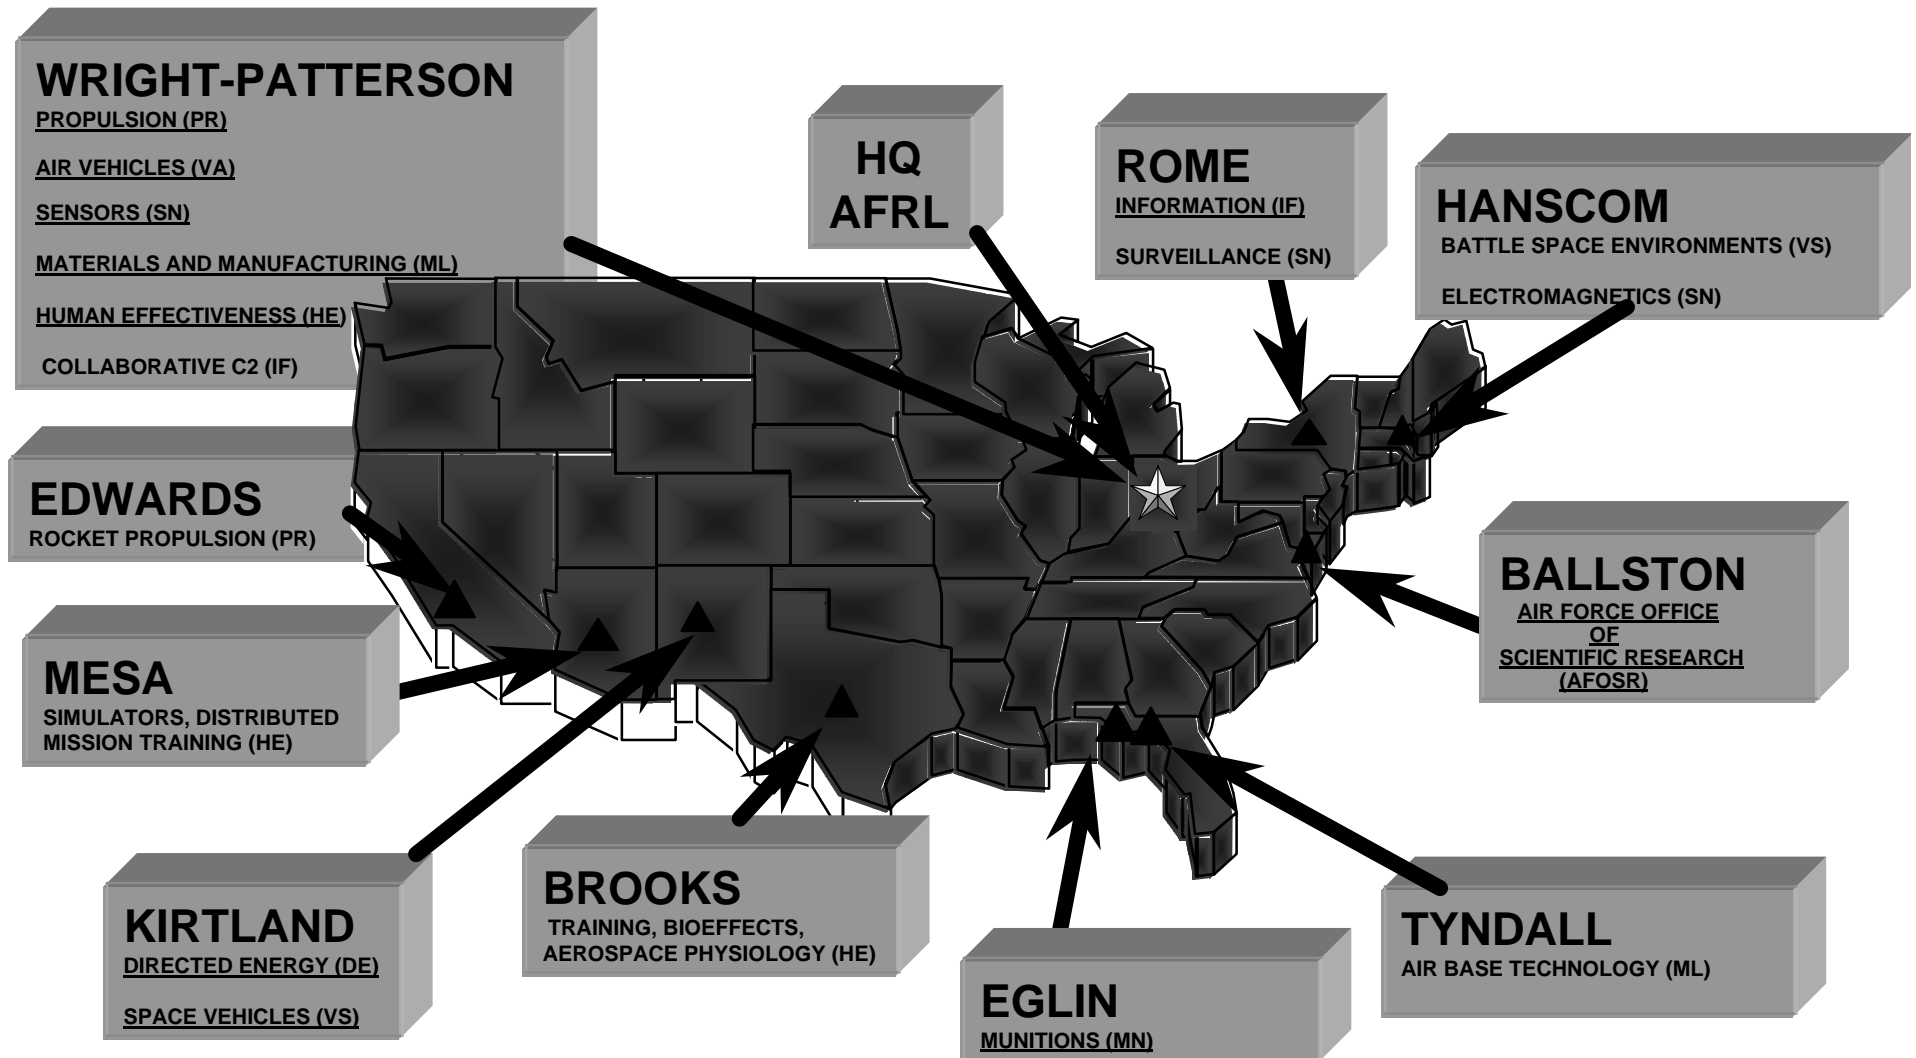 WRIGHT-PATTERSON
PROPULSION (PR)
AIR VEHICLES (VA)
SENSORS (SN)
MATERIALS AND MANUFACTURING (ML)
HUMAN EFFECTIVENESS (HE)
COLLABORATIVE C2 (IF)
HQ
AFRL
ROME
INFORMATION (IF)
SURVEILLANCE (SN)
HANSCOM
BATTLE SPACE ENVIRONMENTS (VS)
ELECTROMAGNETICS (SN)
EDWARDS
ROCKET PROPULSION (PR)
BALLSTON
AIR FORCE OFFICE
OF
SCIENTIFIC RESEARCH
(AFOSR)
MESA
SIMULATORS, DISTRIBUTED
MISSION TRAINING (HE)
KIRTLAND
DIRECTED ENERGY (DE)
SPACE VEHICLES (VS)
BROOKS
TRAINING, BIOEFFECTS,
AEROSPACE PHYSIOLOGY (HE)
EGLIN
MUNITIONS (MN)
TYNDALL
AIR BASE TECHNOLOGY (ML)